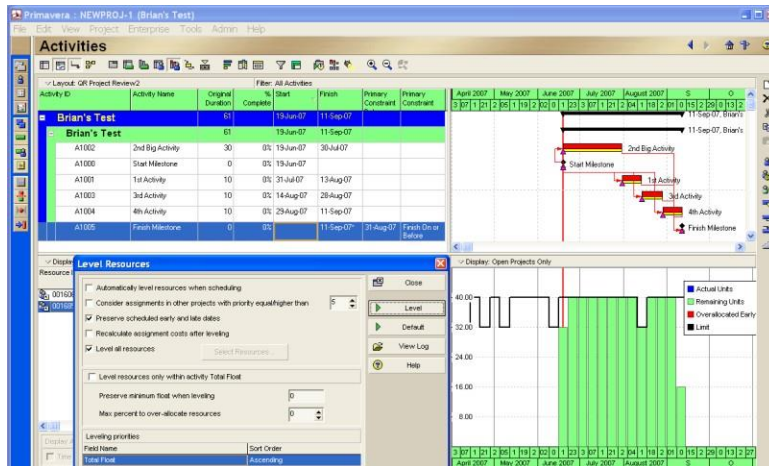 Primavera : NEWPROJ-1 (Brian's Test)
File Edit View Project Enterprise Tools Admin Help
Activities
Layout: QR Project Review2 Filter: All Activities
Activity ID Activity Name Original Duration % Complete Start Finish Primary Constraint Primary Constraint
April 2007 May 2007 June 2007 July 2007 August 2007 S O
Brian's Test 61 19-Jun-07 11-Sep-07 11-Sep-07, Brian's
Brian's Test 61 19-Jun-07 11-Sep-07 11-Sep-07, Brian's
A1002 2nd Big Activity 30 0% 19-Jun-07 30-Jul-07 2nd Big Activity
A1000 Start Milestone 0 0% 19-Jun-07 Start Milestone
A1001 1st Activity 10 0% 31-Jul-07 13-Aug-07 1st Activity
A1003 3rd Activity 10 0% 14-Aug-07 28-Aug-07 3rd Activity
A1004 4th Activity 10 0% 29-Aug-07 11-Sep-07 4th Activity
A1005 Finish Milestone 0 0% 11-Sep-07* 31-Aug-07 Finish On or Before Finish Milestone
Display: Open Projects Only
Level Resources
Automatically level resources when scheduling
Consider assignments in other projects with priority equal/higher than 5
Preserve scheduled early and late dates
Recalculate assignment costs after leveling
Level all resources Select Resources...
Level resources only within activity Total Float
Preserve minimum float when leveling 0
Max percent to over-allocate resources 0
Leveling priorities
Field Name Sort Order
Total Float Ascending
Close
Level
Default
View Log
Help
Actual Units
Remaining Units
Overallocated Early
Limit
40.00
32.00
24.00
16.00
8.00
April 2007 May 2007 June 2007 July 2007 August 2007 S O